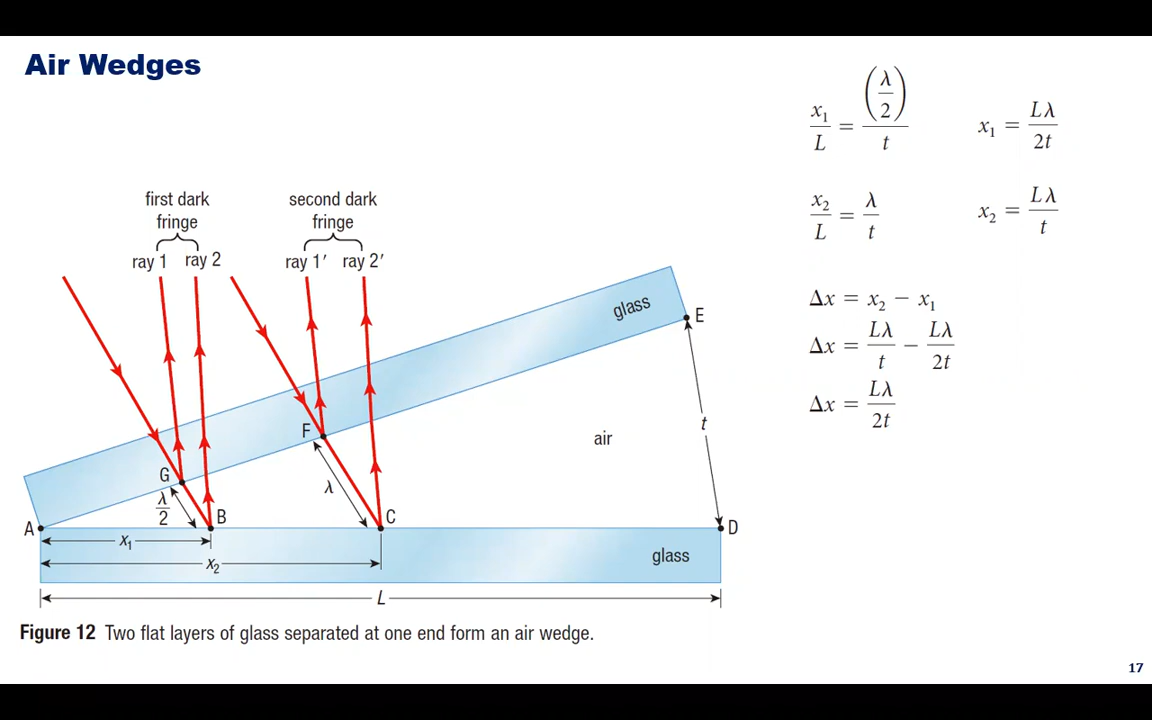 Air Wedges
first dark fringe
second dark fringe
ray 1 ray 2 ray 1′ ray 2′
glass
E
F
t
air
G
λ
λ/2
B
C
A
D
x₁
x₂
glass
L
Figure 12 Two flat layers of glass separated at one end form an air wedge.
x₁/L = (λ/2)/t
x₁ = Lλ/2t
x₂/L = λ/t
x₂ = Lλ/t
Δx = x₂ − x₁
Δx = Lλ/t − Lλ/2t
Δx = Lλ/2t
17